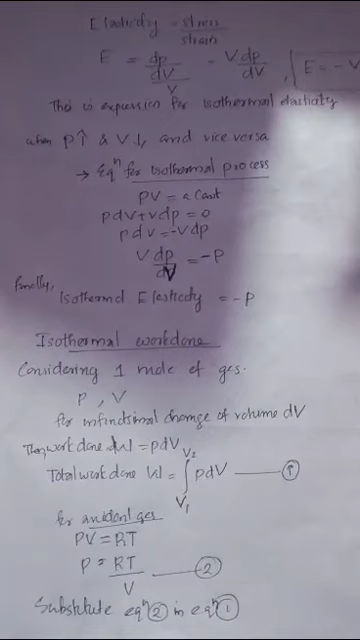 Elasticity = stress/strain
E = dp/(dV/V) = Vdp/dV , E = -V
This is expression for isothermal elasticity
when P↑ & V↓, and vice versa
→ Eqⁿ for isothermal process
PV = a Const
pdv+vdp = 0
pdv = -vdp
V dp/dV = -P
Finally,
Isothermal Elasticity = -P
Isothermal workdone
Considering 1 mole of gas.
P, V
for infinitsimal change of volume dV
Then work done dW = pdV
Total work done W = ∫ V₁ V₂ pdV —— ①
for an ideal gas
PV = RT
P = RT/V —— ②
Substitute eqⁿ ② in eqⁿ ①